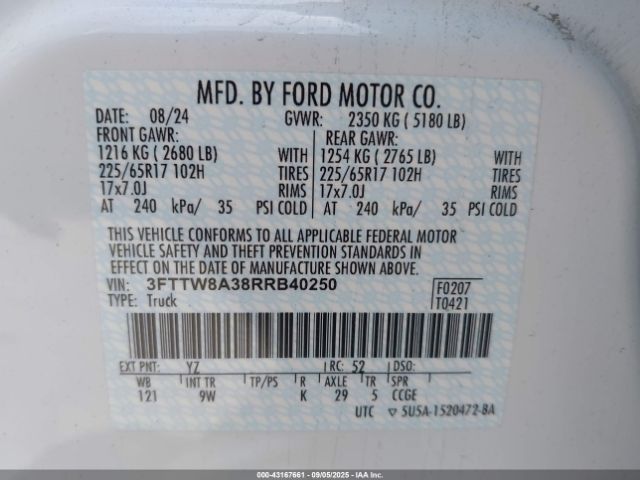 MFD. BY FORD MOTOR CO.
DATE: 08/24 GVWR: 2350 KG ( 5180 LB)
FRONT GAWR: REAR GAWR:
1216 KG ( 2680 LB) WITH 1254 KG ( 2765 LB) WITH
225/65R17 102H TIRES 225/65R17 102H TIRES
17x7.0J RIMS 17x7.0J RIMS
AT 240 kPa/ 35 PSI COLD AT 240 kPa/ 35 PSI COLD
THIS VEHICLE CONFORMS TO ALL APPLICABLE FEDERAL MOTOR
VEHICLE SAFETY AND THEFT PREVENTION STANDARDS IN
EFFECT ON THE DATE OF MANUFACTURE SHOWN ABOVE.
VIN: 3FTTW8A38RRB40250 F0207
TYPE: Truck T0421
EXT PNT: YZ RC: 52 DSO:
WB INT TR TP/PS R AXLE TR SPR
121 9W K 29 5 CCGE
UTC ▽ 5U5A-1520472-BA
000-43167661 - 09/05/2025 - IAAI.COM